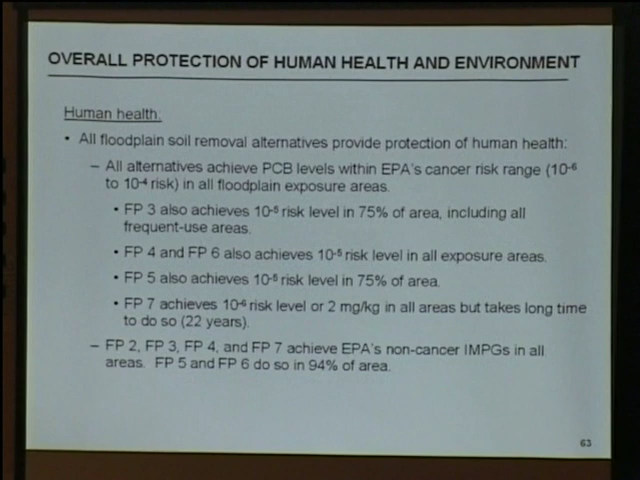 OVERALL PROTECTION OF HUMAN HEALTH AND ENVIRONMENT
Human health.
• All floodplain soil removal alternatives provide protection of human health:
– All alternatives achieve PCB levels within EPA's cancer risk range (10⁻⁶
to 10⁻⁴ risk) in all floodplain exposure areas.
• FP 3 also achieves 10⁻⁵ risk level in 75% of area, including all
frequent-use areas.
• FP 4 and FP 6 also achieves 10⁻⁵ risk level in all exposure areas.
• FP 5 also achieves 10⁻⁵ risk level in 75% of area.
• FP 7 achieves 10⁻⁶ risk level or 2 mg/kg in all areas but takes long time
to do so (22 years).
– FP 2, FP 3, FP 4, and FP 7 achieve EPA's non-cancer IMPGs in all
areas. FP 5 and FP 6 do so in 94% of area.
63